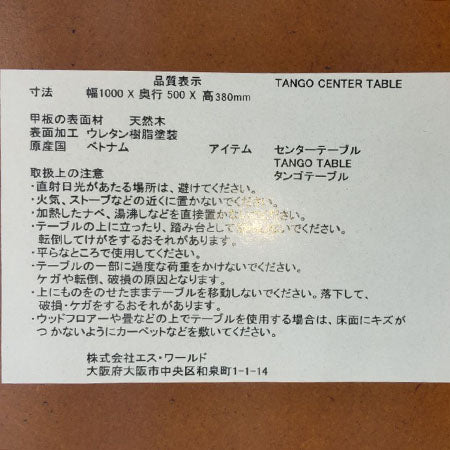 品質表示 TANGO CENTER TABLE
寸法 幅1000 X 奥行 500 X 高380mm
甲板の表面材 天然木
表面加工 ウレタン樹脂塗装
原産国 ベトナム アイテム センターテーブル
TANGO TABLE
タンゴテーブル
取扱上の注意
・直射日光があたる場所は、避けてください。
・火気、ストーブなどの近くに置かないでください。
・加熱したナベ、湯沸しなどを直接置かないでください。
・テーブルの上に立ったり、踏み台としてしないでください。
転倒してけがをするおそれがあります。
・平らなところで使用してください。
・テーブルの一部に過度な荷重をかけないでください。
ケガや転倒、破損の原因となります。
・上にものをのせたままテーブルを移動しないでください。落下して、
破損・ケガをするおそれがあります。
・ウッドフロアーや畳などの上でテーブルを使用する場合は、床面にキズが
つかないようにカーペットなどを敷いてください。
株式会社エス・ワールド
大阪府大阪市中央区和泉町1-1-14